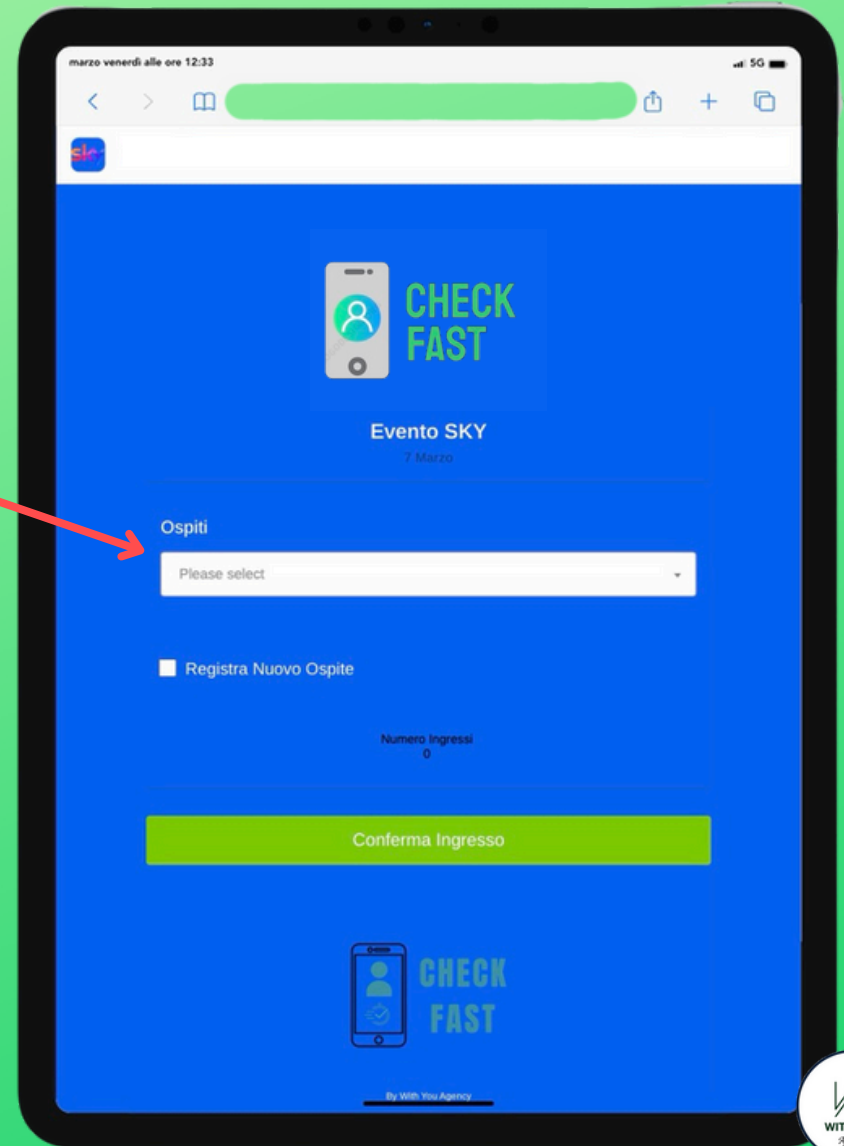 marzo venerdì alle ore 12:33
5G
sky
CHECK
FAST
Evento SKY
7 Marzo
Ospiti
Please select
Registra Nuovo Ospite
Numero Ingressi
0
Conferma Ingresso
CHECK
FAST
By With You Agency